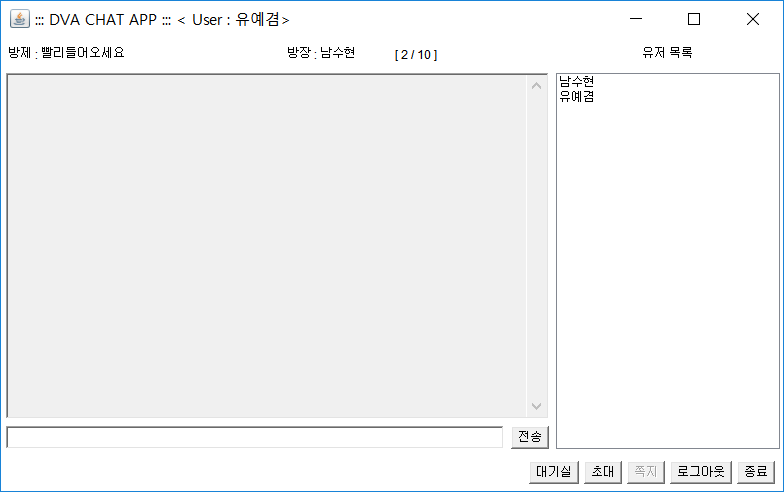 ::: DVA CHAT APP ::: < User : 유예겸>
방제 : 빨리들어오세요 방장 : 남수현 [ 2 / 10 ] 유저 목록
남수현
유예겸
전송
대기실 초대 쪽지 로그아웃 종료